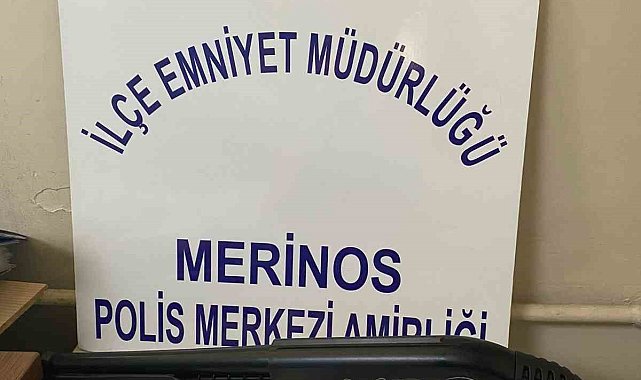 İLÇE EMNİYET MÜDÜRLÜĞÜ
MERİNOS
POLİS MERKEZİ AMİRLİĞİ